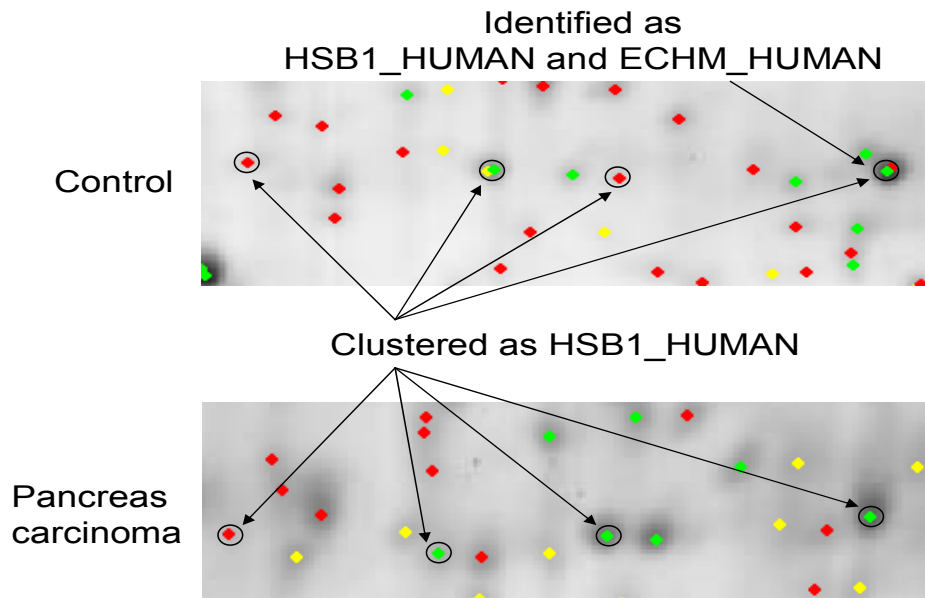 Identified as
HSB1_HUMAN and ECHM_HUMAN
Control
Clustered as HSB1_HUMAN
Pancreas
carcinoma